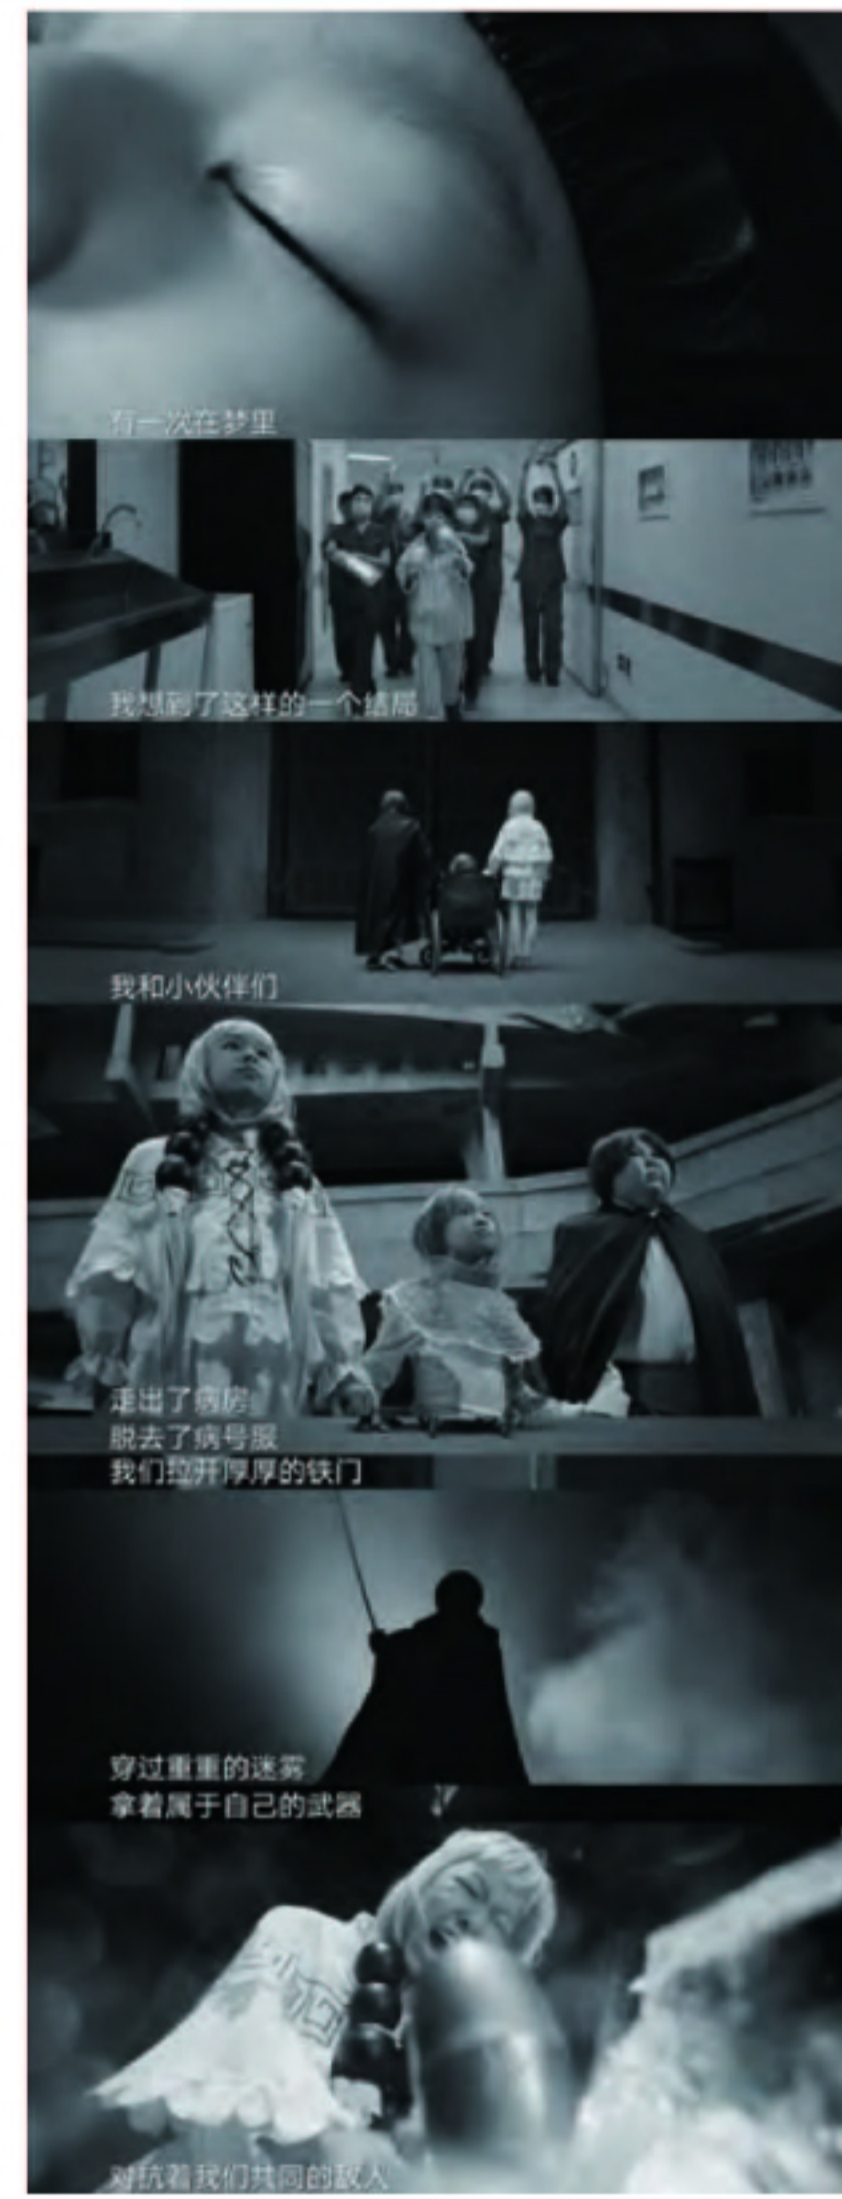 有一次在梦里
我想到了这样的一个结局
我和小伙伴们
走出了病房
脱去了病号服
我们拉开厚厚的铁门
穿过重重的迷雾
拿着属于自己的武器
对抗着我们共同的敌人